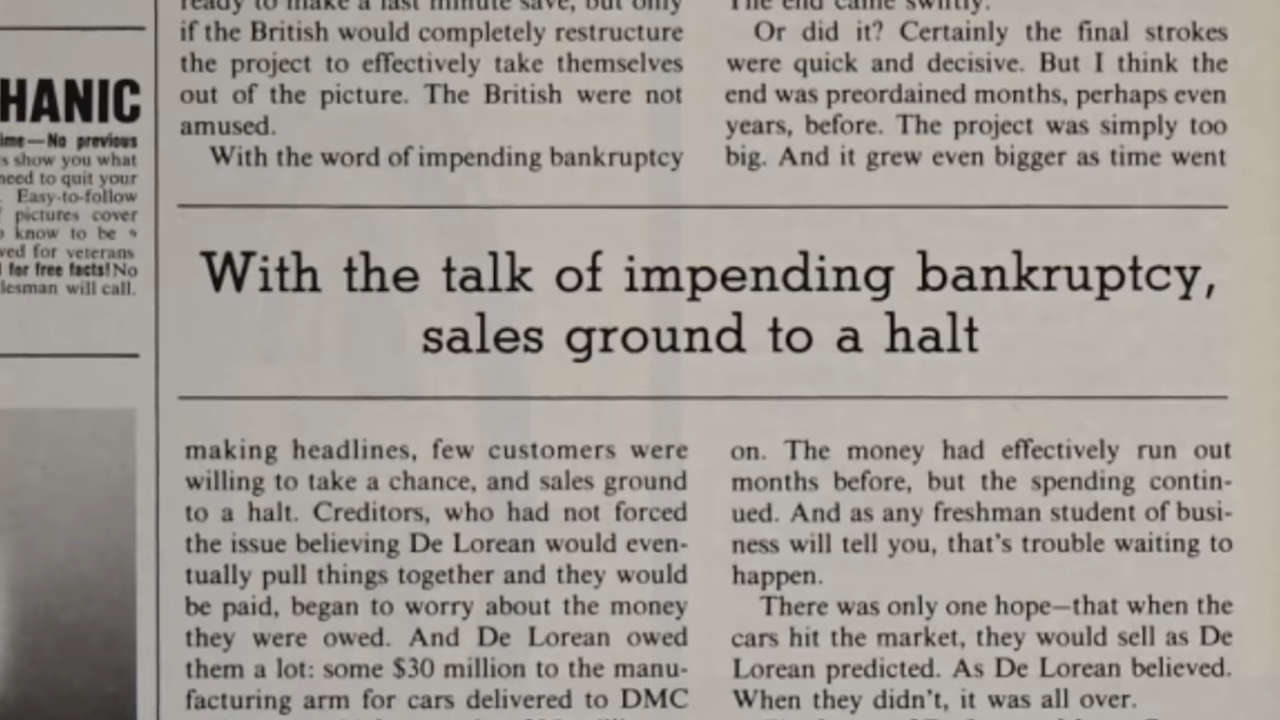 HANIC
ime—No previous
s show you what
need to quit your
. Easy-to-follow
pictures cover
know to be
ved for veterans
for free facts! No
lesman will call.
ready to make a last minute save, but only
if the British would completely restructure
the project to effectively take themselves
out of the picture. The British were not
amused.
With the word of impending bankruptcy
The end came swiftly.
Or did it? Certainly the final strokes
were quick and decisive. But I think the
end was preordained months, perhaps even
years, before. The project was simply too
big. And it grew even bigger as time went
With the talk of impending bankruptcy,
sales ground to a halt
making headlines, few customers were
willing to take a chance, and sales ground
to a halt. Creditors, who had not forced
the issue believing De Lorean would even-
tually pull things together and they would
be paid, began to worry about the money
they were owed. And De Lorean owed
them a lot: some $30 million to the manu-
facturing arm for cars delivered to DMC
on. The money had effectively run out
months before, but the spending contin-
ued. And as any freshman student of busi-
ness will tell you, that's trouble waiting to
happen.
There was only one hope—that when the
cars hit the market, they would sell as De
Lorean predicted. As De Lorean believed.
When they didn't, it was all over.